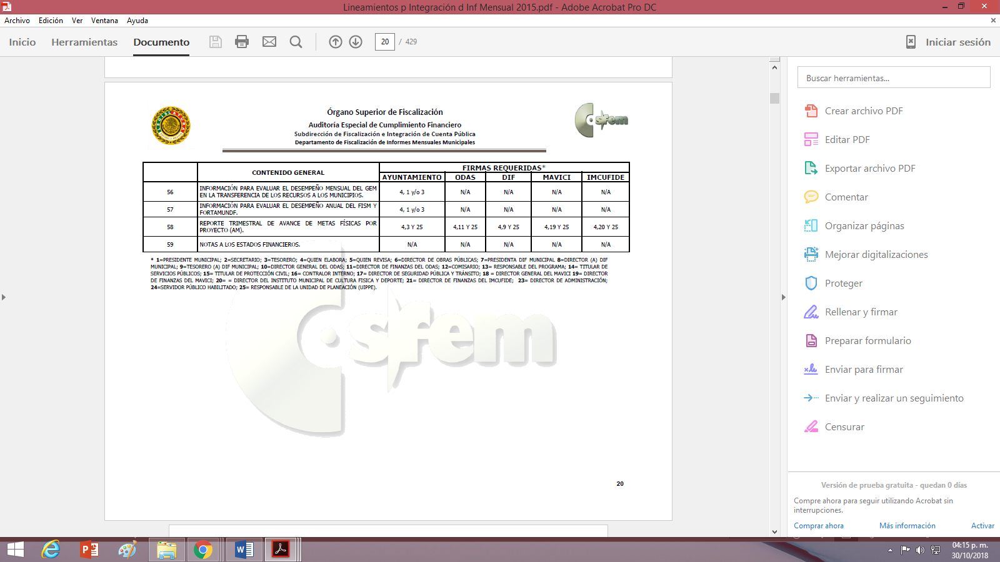 Lineamientos p Integración d Inf Mensual 2015.pdf - Adobe Acrobat Pro DC
Archivo Edición Ver Ventana Ayuda
Inicio Herramientas Documento 20 / 429 Iniciar sesión
Órgano Superior de Fiscalización
Auditoría Especial de Cumplimiento Financiero
Subdirección de Fiscalización e Integración de Cuenta Pública
Departamento de Fiscalización de Informes Mensuales Municipales
osfem
CONTENIDO GENERAL FIRMAS REQUERIDAS*
AYUNTAMIENTO ODAS DIF MAVICI IMCUFIDE
56 INFORMACIÓN PARA EVALUAR EL DESEMPEÑO MENSUAL DEL GEM EN LA TRANSFERENCIA DE LOS RECURSOS A LOS MUNICIPIOS. 4, 1 y/o 3 N/A N/A N/A N/A
57 INFORMACIÓN PARA EVALUAR EL DESEMPEÑO ANUAL DEL FISM Y FORTAMUNDF. 4, 1 y/o 3 N/A N/A N/A N/A
58 REPORTE TRIMESTRAL DE AVANCE DE METAS FÍSICAS POR PROYECTO (AM). 4,3 Y 25 4,11 Y 25 4,9 Y 25 4,19 Y 25 4,20 Y 25
59 NOTAS A LOS ESTADOS FINANCIEROS. N/A N/A N/A N/A N/A
* 1=PRESIDENTE MUNICIPAL; 2=SECRETARIO; 3=TESORERO; 4=QUIEN ELABORA; 5=QUIEN REVISA; 6=DIRECTOR DE OBRAS PÚBLICAS; 7=PRESIDENTA DIF MUNICIPAL 8=DIRECTOR (A) DIF
MUNICIPAL; 9=TESORERO (A) DIF MUNICIPAL; 10=DIRECTOR GENERAL DEL ODAS; 11=DIRECTOR DE FINANZAS DEL ODAS; 12=COMISARIO; 13= RESPONSABLE DEL PROGRAMA; 14= TITULAR DE
SERVICIOS PÚBLICOS; 15= TITULAR DE PROTECCIÓN CIVIL; 16= CONTRALOR INTERNO; 17= DIRECTOR DE SEGURIDAD PÚBLICA Y TRÁNSITO; 18 = DIRECTOR GENERAL DEL MAVICI 19= DIRECTOR
DE FINANZAS DEL MAVICI; 20= = DIRECTOR DEL INSTITUTO MUNICIPAL DE CULTURA FISICA Y DEPORTE; 21= DIRECTOR DE FINANZAS DEL IMCUFIDE; 23= DIRECTOR DE ADMINISTRACIÓN;
24=SERVIDOR PÚBLICO HABILITADO; 25= RESPONSABLE DE LA UNIDAD DE PLANEACIÓN (UIPPE).
osfem
20
Buscar herramientas...
Crear archivo PDF
Editar PDF
Exportar archivo PDF
Comentar
Organizar páginas
Mejorar digitalizaciones
Proteger
Rellenar y firmar
Preparar formulario
Enviar para firmar
Enviar y realizar un seguimiento
Censurar
Versión de prueba gratuita - quedan 0 días
Compre ahora para seguir utilizando Acrobat sin
interrupciones.
Comprar ahora Más información Activar
04:15 p. m.
30/10/2018